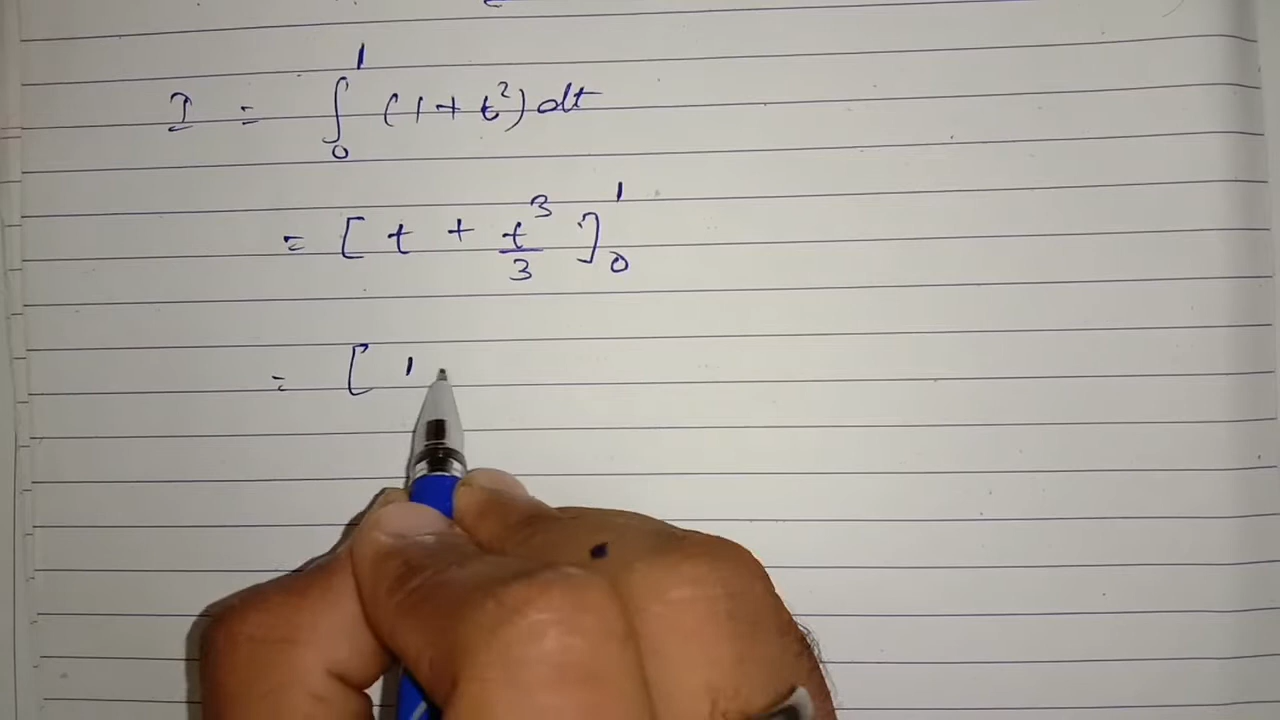 I = ∫₀¹ (1 + t²) dt
= [ t + t³/3 ]₀¹
= [ 1